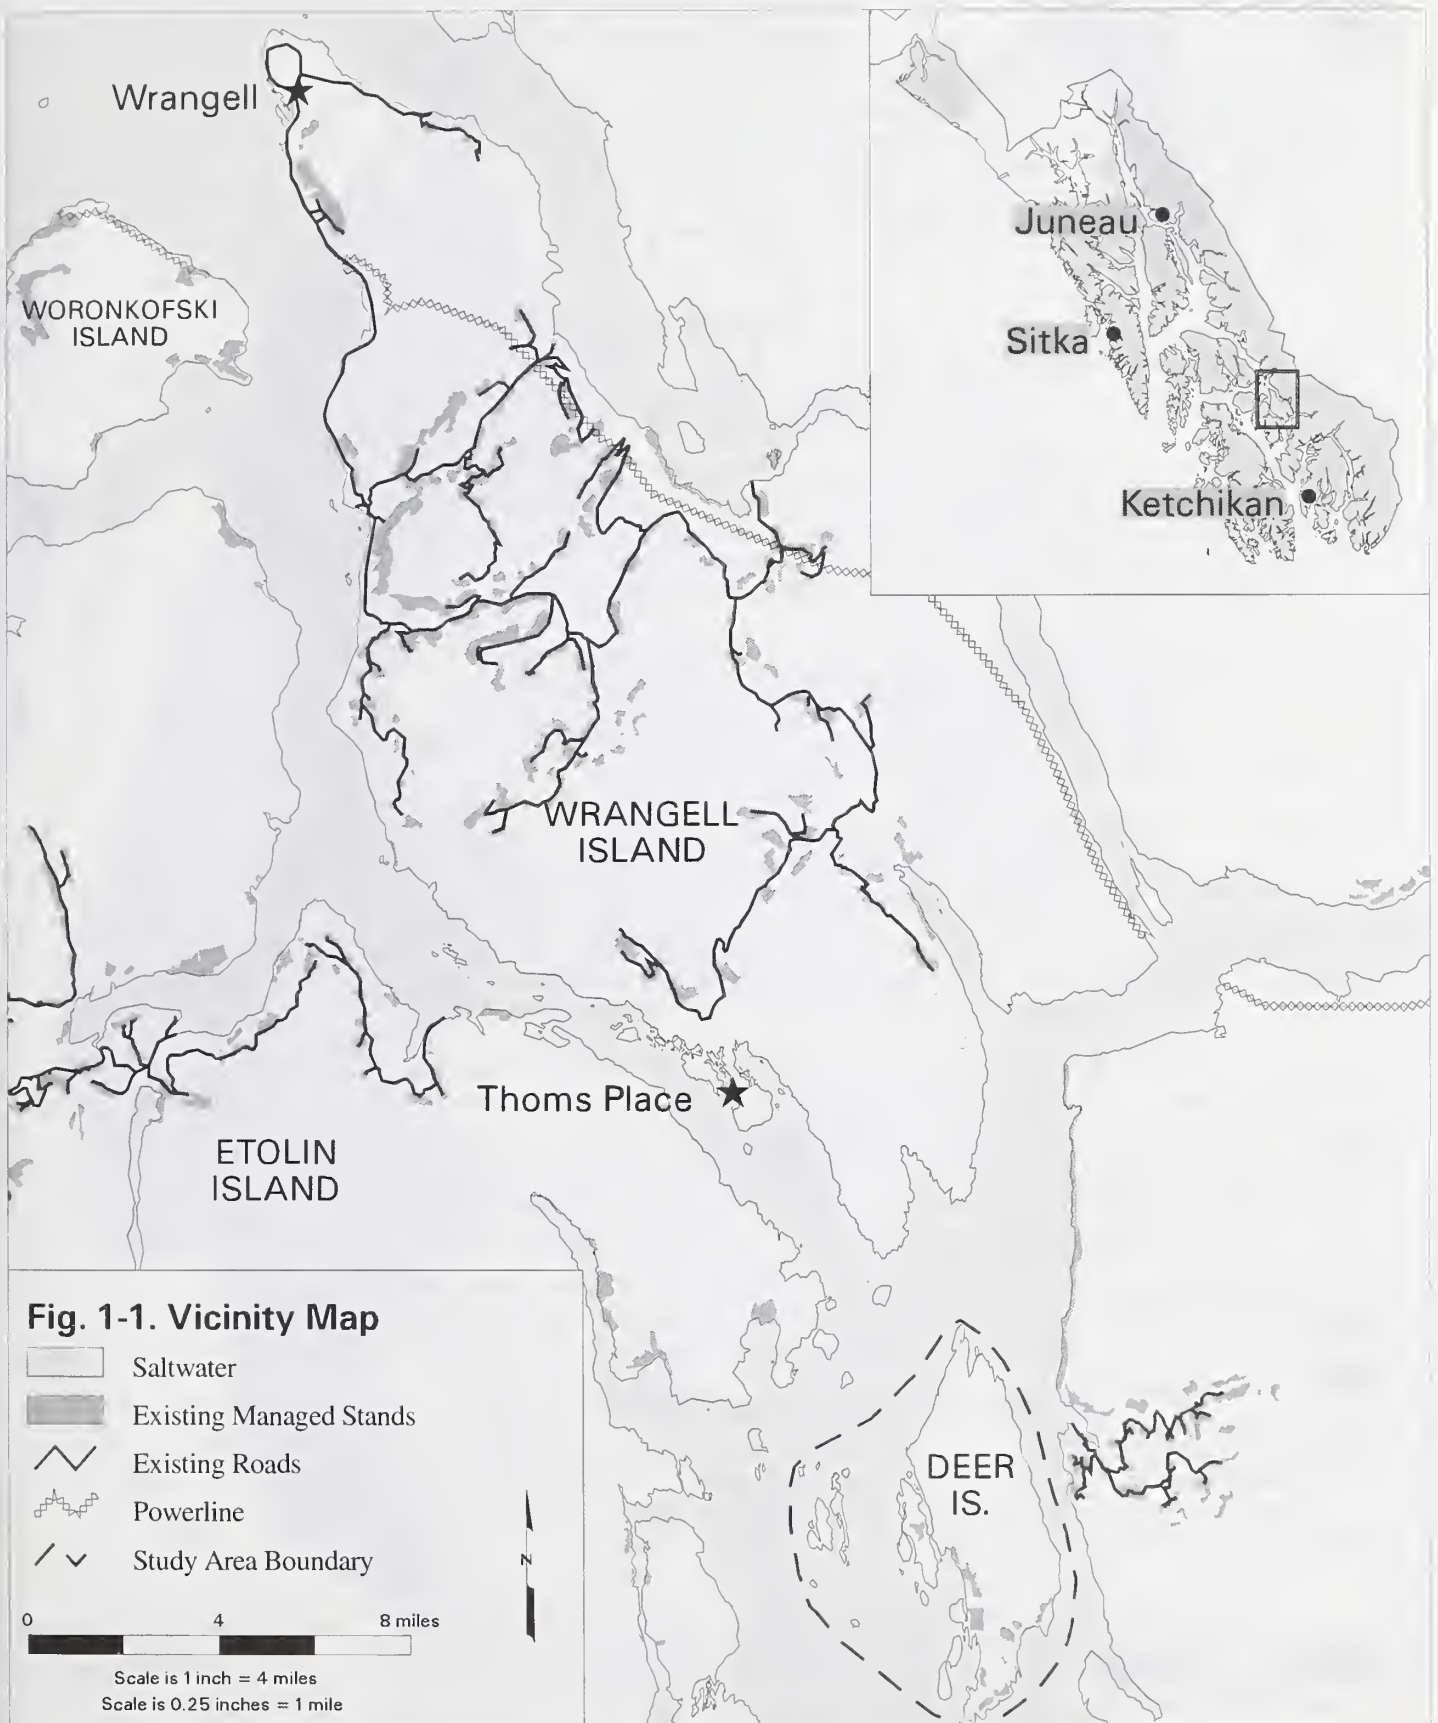 Wrangell
WORONKOFSKI
ISLAND
Juneau
Sitka
Ketchikan
WRANGELL
ISLAND
Thoms Place
ETOLIN
ISLAND
DEER
IS.
Fig. 1-1. Vicinity Map
Saltwater
Existing Managed Stands
Existing Roads
Powerline
Study Area Boundary
N
0 4 8 miles
Scale is 1 inch = 4 miles
Scale is 0.25 inches = 1 mile